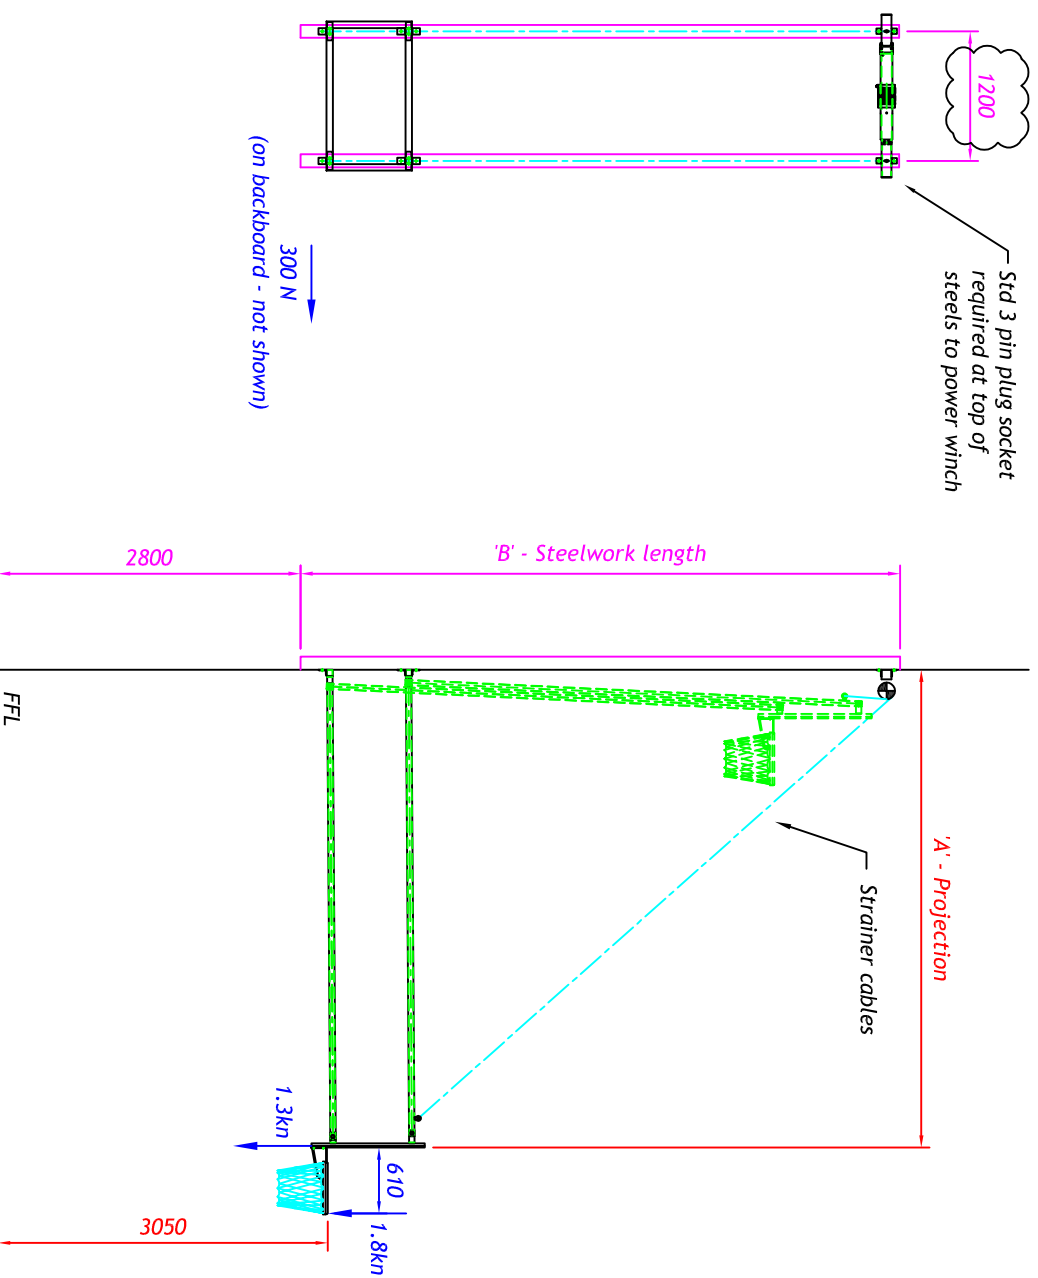 1200
Std 3 pin plug socket
required at top of
steels to power winch
300 N
(on backboard - not shown)
'B' - Steelwork length
2800
FFL
'A' - Projection
Strainer cables
1.3kn
610
1.8kn
3050